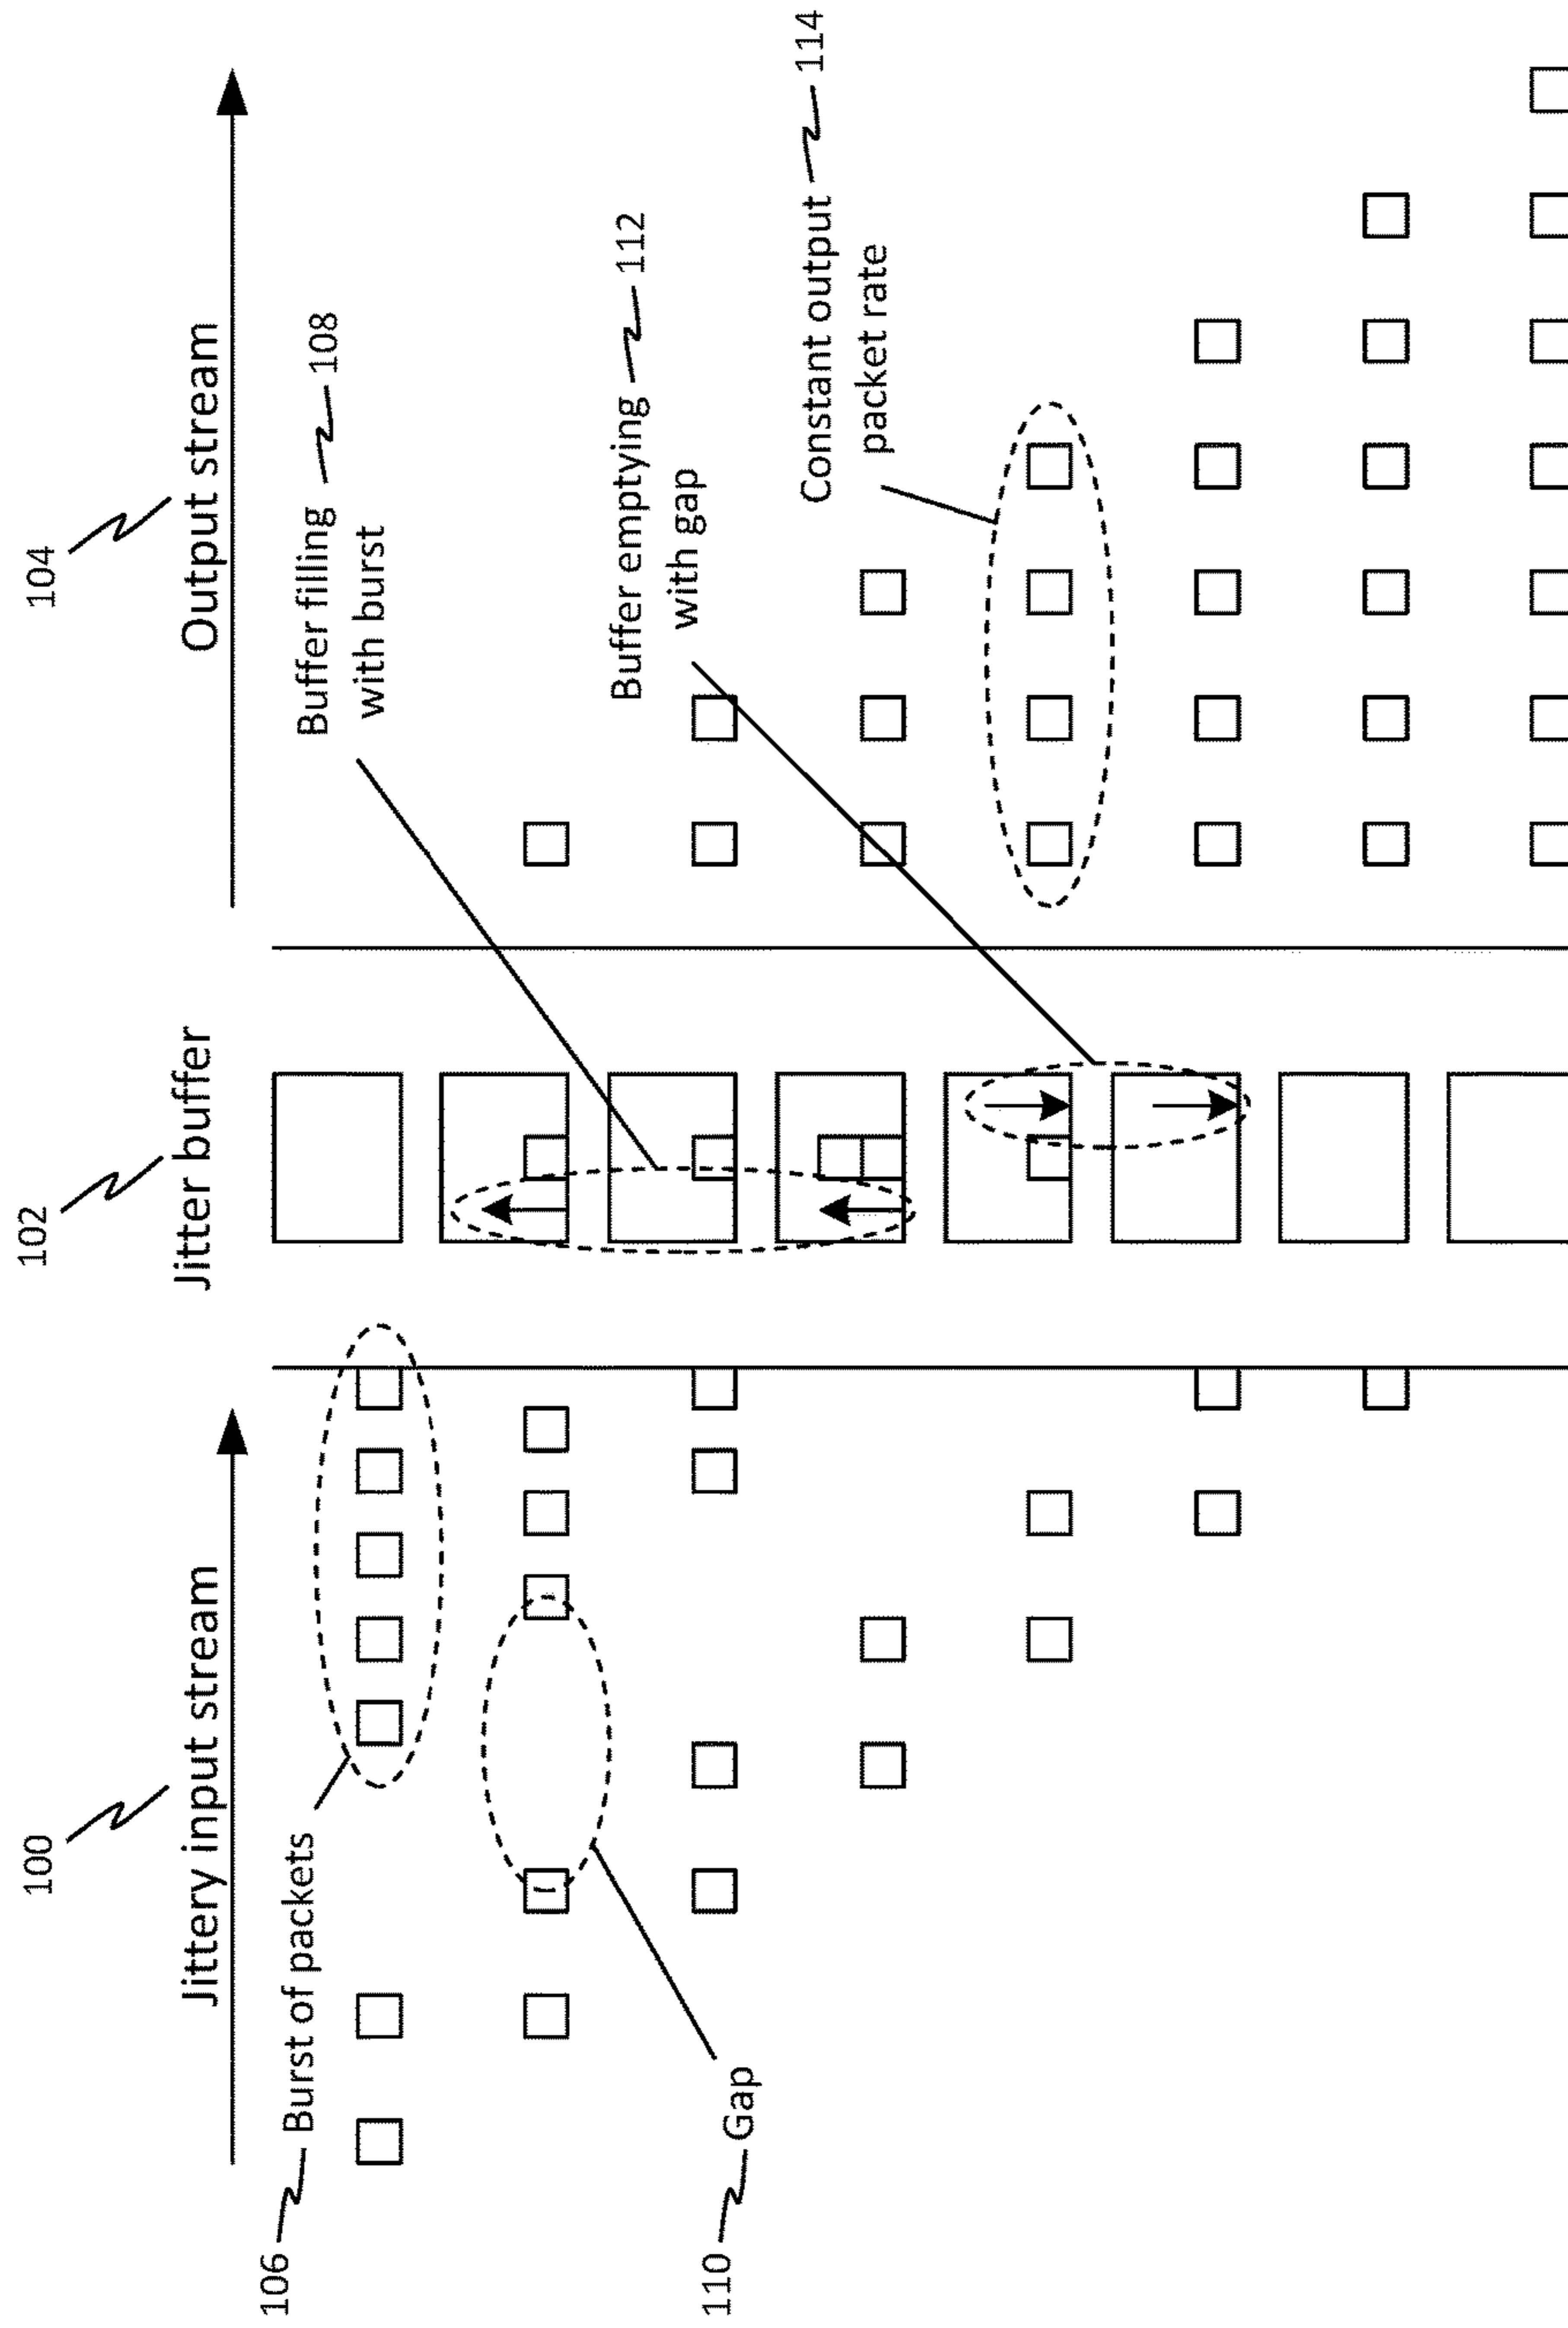 100
102
104
Jittery input stream
Jitter buffer
Output stream
106
Burst of packets
Buffer filling
with burst
108
110
Gap
Buffer emptying
with gap
112
Constant output
packet rate
114